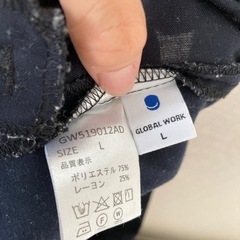 GW519012AD
SIZE L
品質表示
ポリエステル 75%
レーヨン 25%
GLOBAL WORK
L